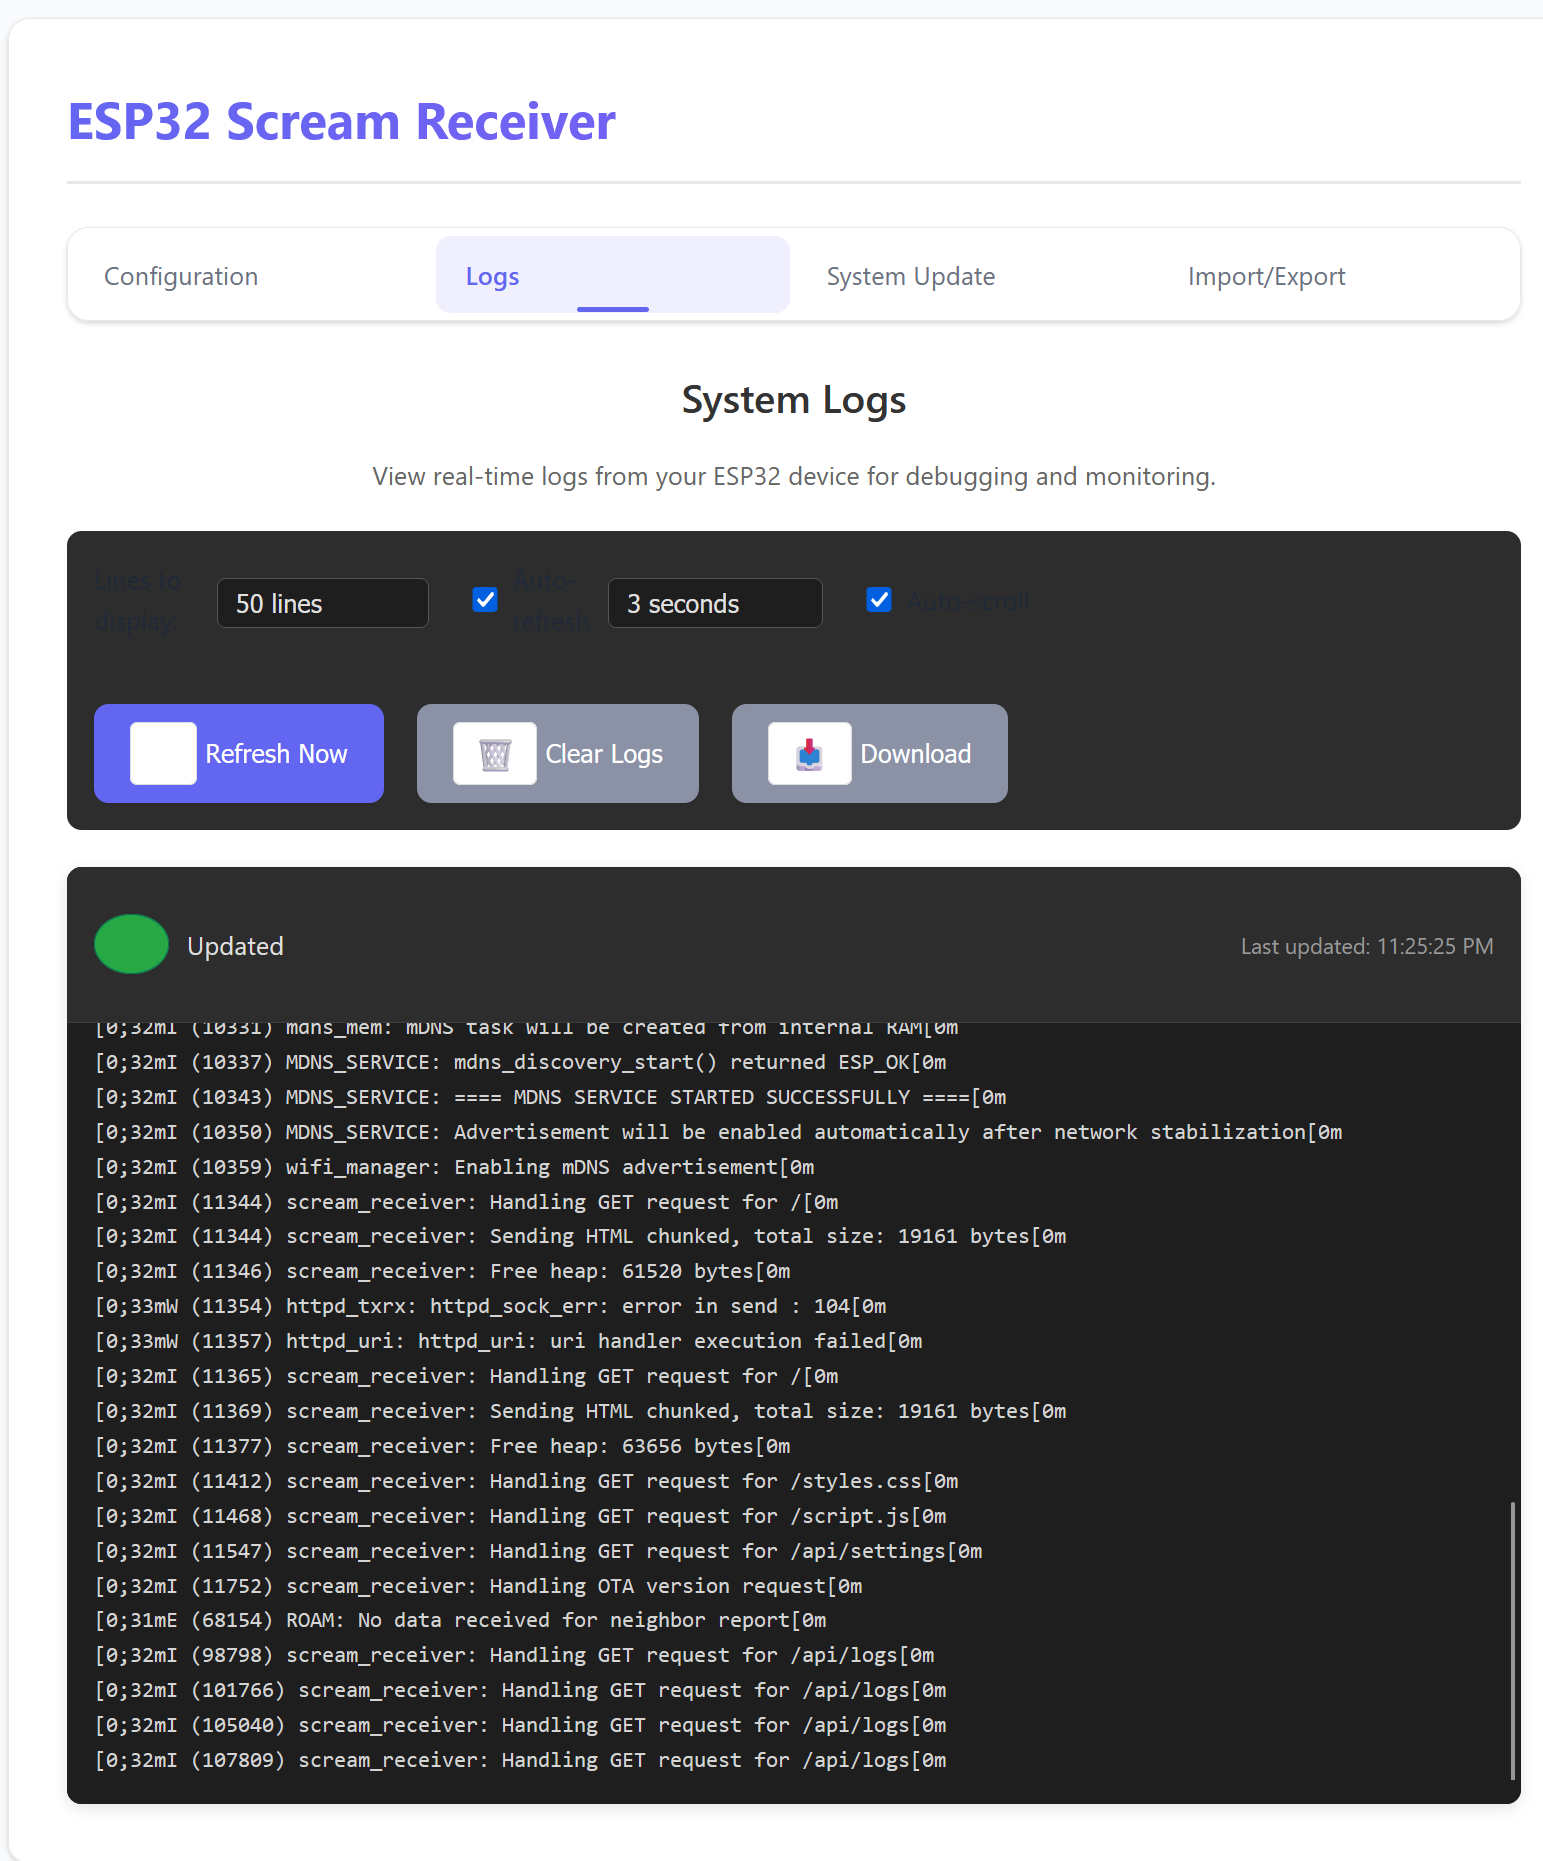 ESP32 Scream Receiver
Configuration
Logs
System Update
Import/Export
System Logs
View real-time logs from your ESP32 device for debugging and monitoring.
Lines to
display:
50 lines
Auto-
refresh
3 seconds
Auto-scroll
Refresh Now
Clear Logs
Download
Updated
Last updated: 11:25:25 PM
[0;32mI (10331) mdns_mem: mDNS task will be created from internal RAM[0m
[0;32mI (10337) MDNS_SERVICE: mdns_discovery_start() returned ESP_OK[0m
[0;32mI (10343) MDNS_SERVICE: ==== MDNS SERVICE STARTED SUCCESSFULLY ====[0m
[0;32mI (10350) MDNS_SERVICE: Advertisement will be enabled automatically after network stabilization[0m
[0;32mI (10359) wifi_manager: Enabling mDNS advertisement[0m
[0;32mI (11344) scream_receiver: Handling GET request for /[0m
[0;32mI (11344) scream_receiver: Sending HTML chunked, total size: 19161 bytes[0m
[0;32mI (11346) scream_receiver: Free heap: 61520 bytes[0m
[0;33mW (11354) httpd_txrx: httpd_sock_err: error in send : 104[0m
[0;33mW (11357) httpd_uri: httpd_uri: uri handler execution failed[0m
[0;32mI (11365) scream_receiver: Handling GET request for /[0m
[0;32mI (11369) scream_receiver: Sending HTML chunked, total size: 19161 bytes[0m
[0;32mI (11377) scream_receiver: Free heap: 63656 bytes[0m
[0;32mI (11412) scream_receiver: Handling GET request for /styles.css[0m
[0;32mI (11468) scream_receiver: Handling GET request for /script.js[0m
[0;32mI (11547) scream_receiver: Handling GET request for /api/settings[0m
[0;32mI (11752) scream_receiver: Handling OTA version request[0m
[0;31mE (68154) ROAM: No data received for neighbor report[0m
[0;32mI (98798) scream_receiver: Handling GET request for /api/logs[0m
[0;32mI (101766) scream_receiver: Handling GET request for /api/logs[0m
[0;32mI (105040) scream_receiver: Handling GET request for /api/logs[0m
[0;32mI (107809) scream_receiver: Handling GET request for /api/logs[0m